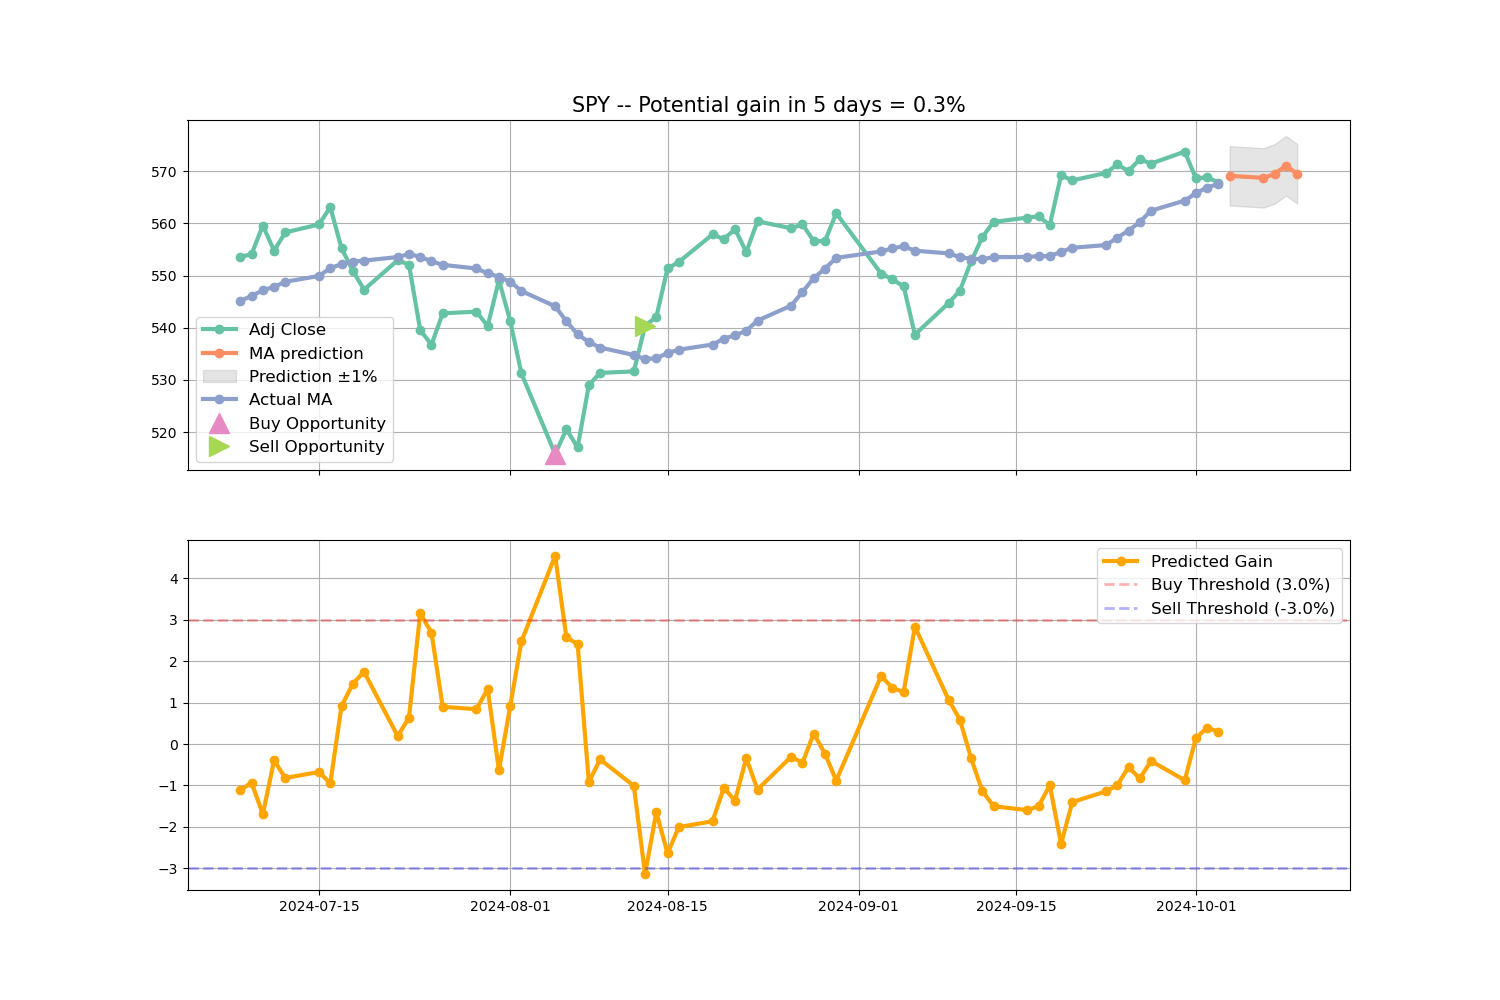 SPY -- Potential gain in 5 days = 0.3%
570
560
550
540
530
520
Adj Close
MA prediction
Prediction ±1%
Actual MA
Buy Opportunity
Sell Opportunity
4
3
2
1
0
−1
−2
−3
Predicted Gain
Buy Threshold (3.0%)
Sell Threshold (-3.0%)
2024-07-15
2024-08-01
2024-08-15
2024-09-01
2024-09-15
2024-10-01